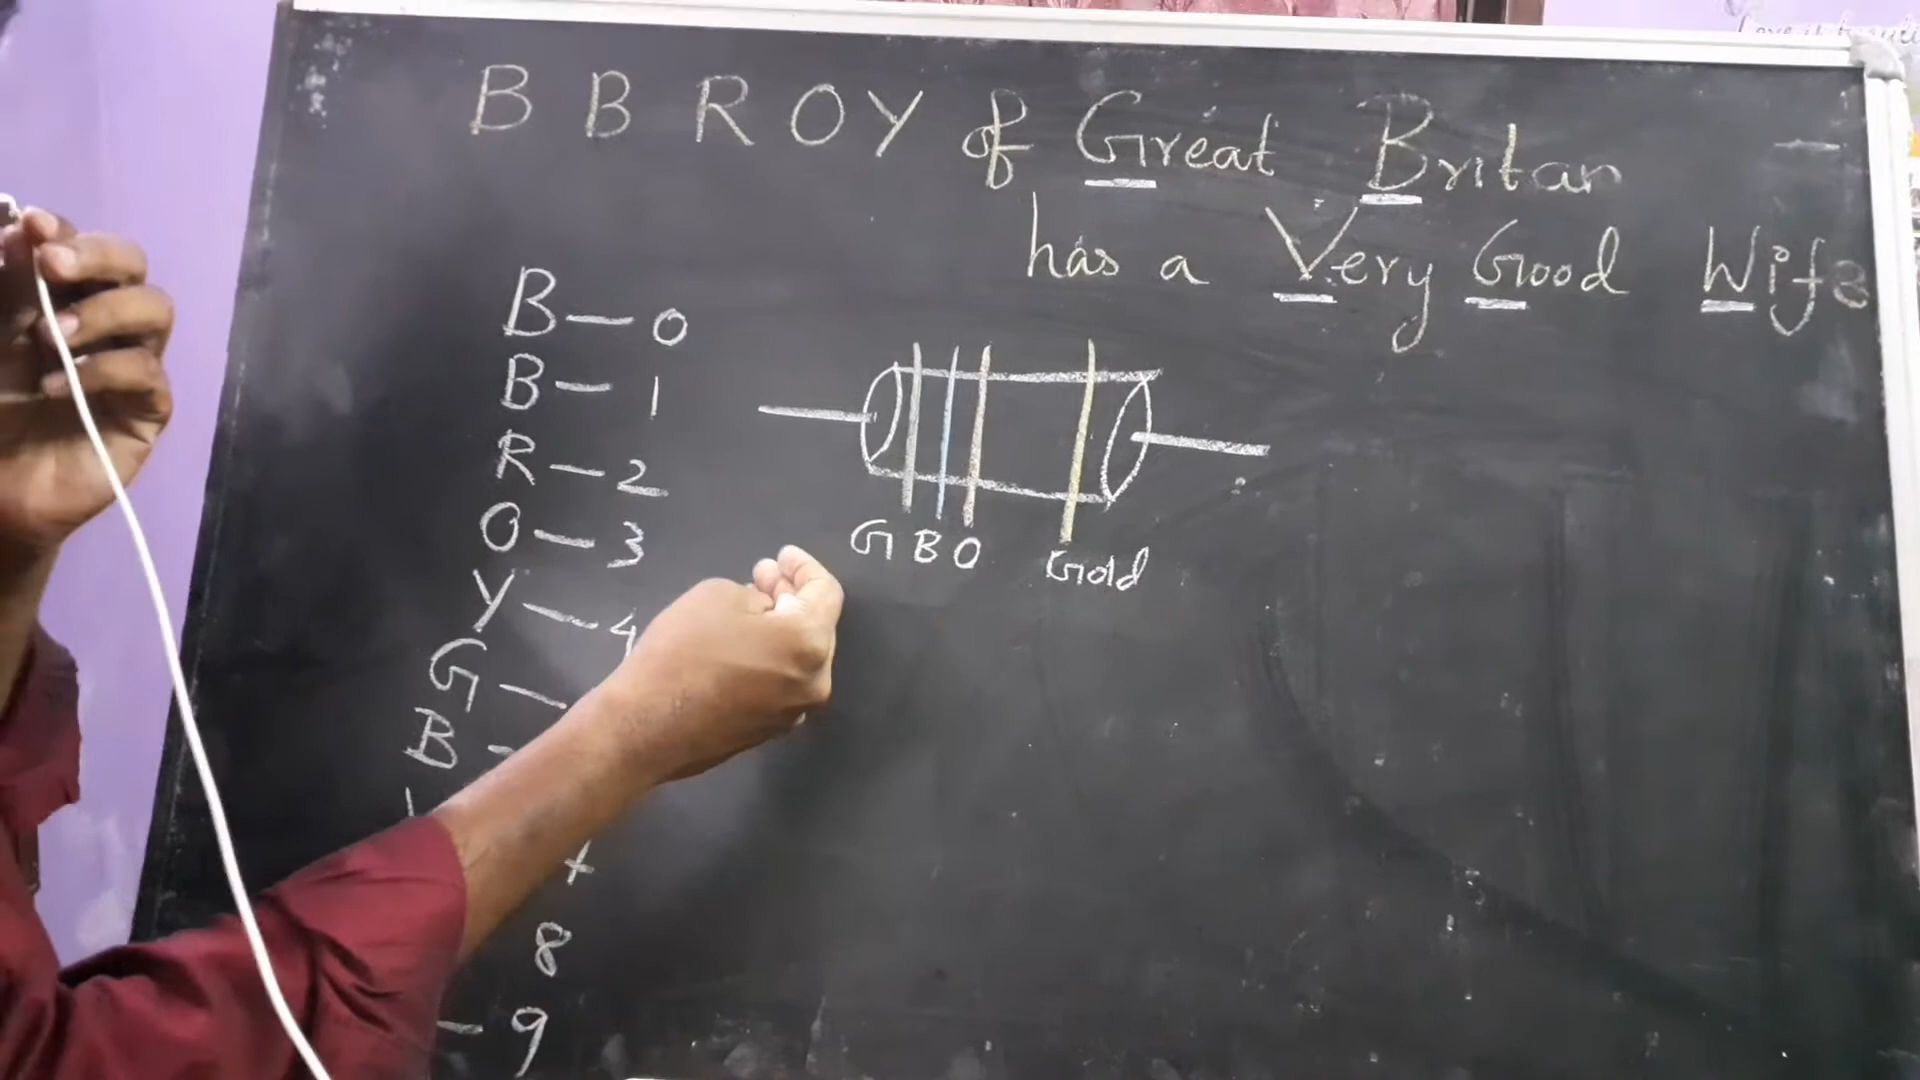 B B R O Y of Great Britan
has a Very Good Wife
B — 0
B — 1
R — 2
O — 3
Y — 4
G —
B -
8
- 9
G B O Gold